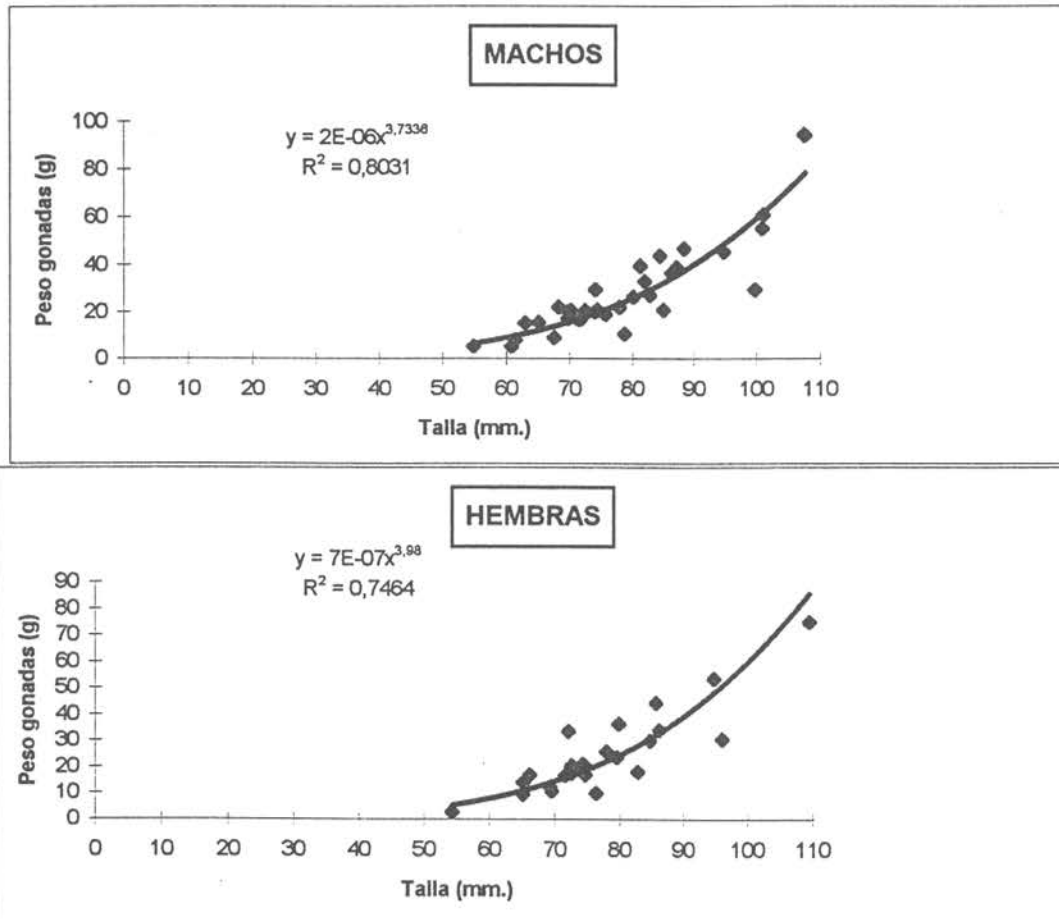 MACHOS
y = 2E-06x^3,7336
R² = 0,8031
Peso gonadas (g)
100
80
60
40
20
0
0 10 20 30 40 50 60 70 80 90 100 110
Talla (mm.)
HEMBRAS
y = 7E-07x^3,98
R² = 0,7464
Peso gonadas (g)
90
80
70
60
50
40
30
20
10
0
0 10 20 30 40 50 60 70 80 90 100 110
Talla (mm.)